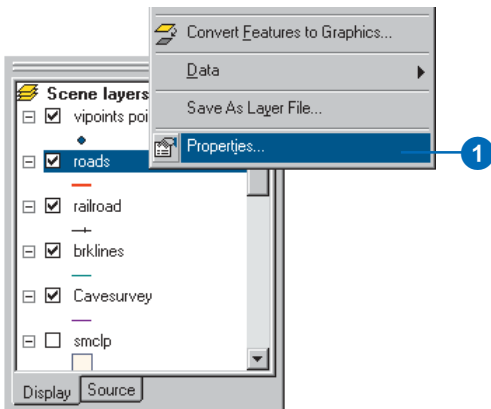 Convert Features to Graphics...
Data
Save As Layer File...
Properties...
1
Scene layers
vipoints poi
roads
railroad
brklines
Cavesurvey
smclp
Display
Source